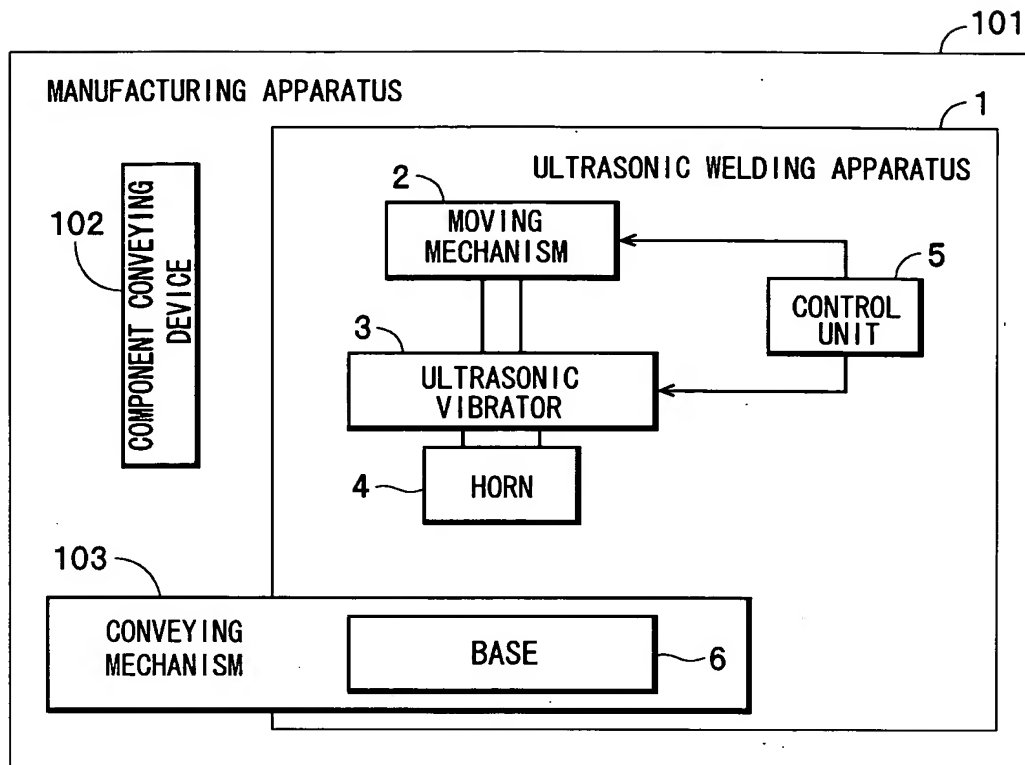 101
MANUFACTURING APPARATUS
1
ULTRASONIC WELDING APPARATUS
2
MOVING
MECHANISM
102
COMPONENT CONVEYING
DEVICE
5
CONTROL
UNIT
3
ULTRASONIC
VIBRATOR
4
HORN
103
CONVEYING
MECHANISM
BASE
6